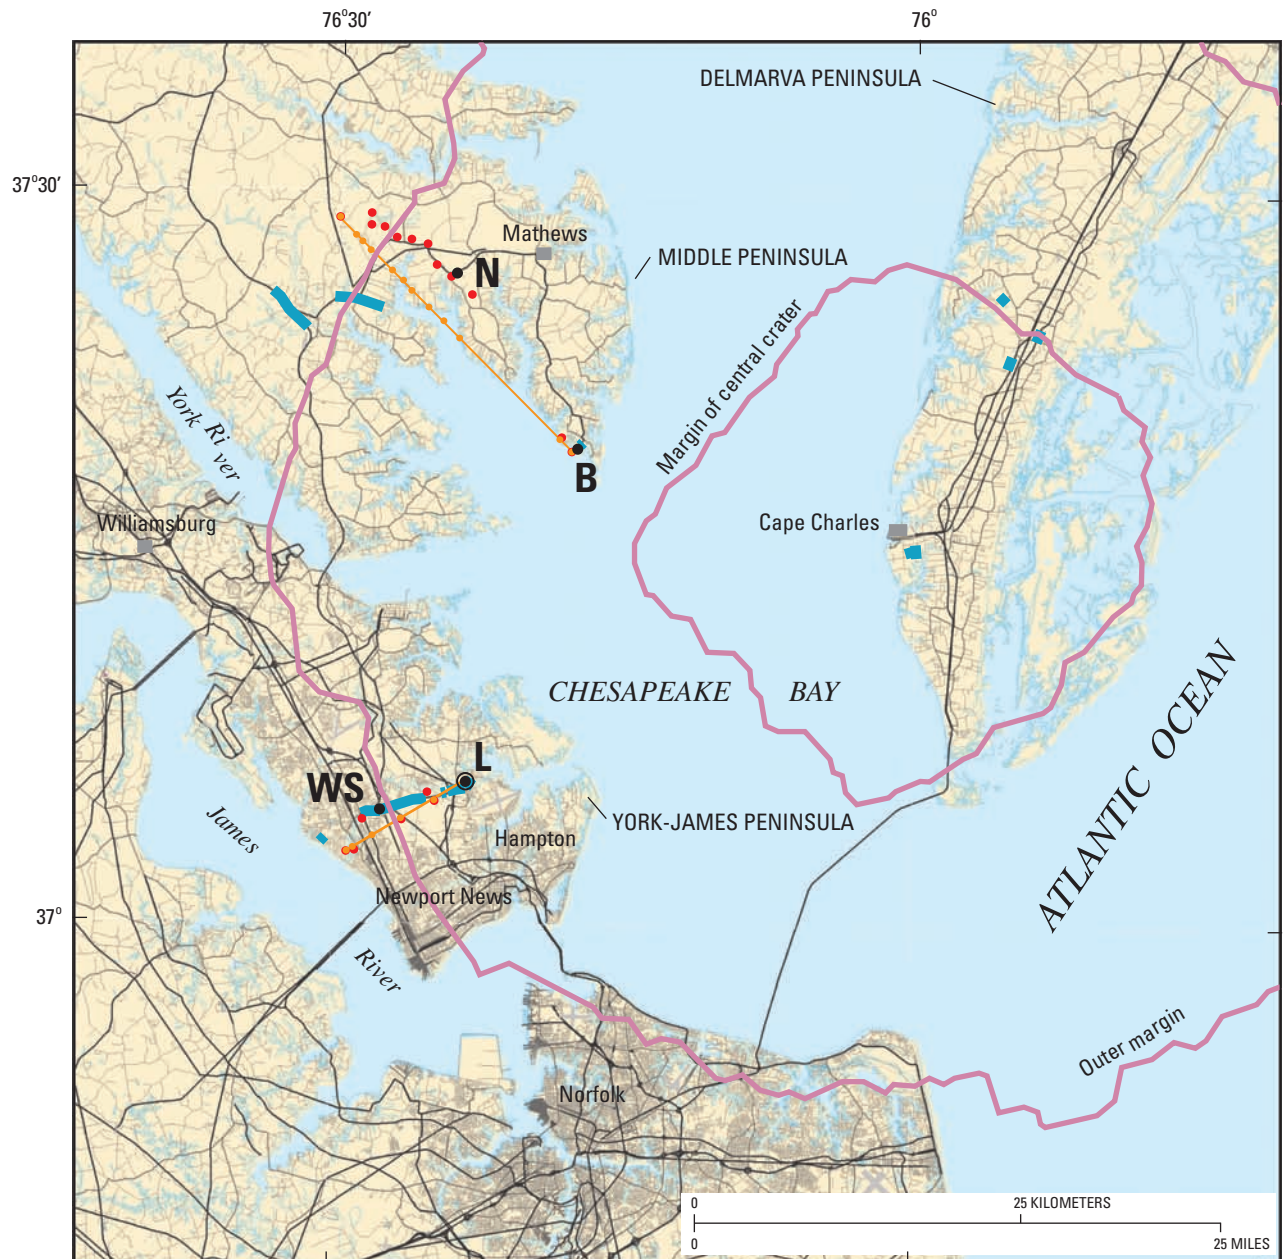 76°30’
76°
DELMARVA PENINSULA
37°30’
Mathews
MIDDLE PENINSULA
N
Margin of central crater
York River
B
Williamsburg
Cape Charles
CHESAPEAKE BAY
ATLANTIC OCEAN
L
WS
YORK-JAMES PENINSULA
James
Hampton
Newport News
37°
River
Outer margin
Norfolk
0 25 KILOMETERS
0 25 MILES